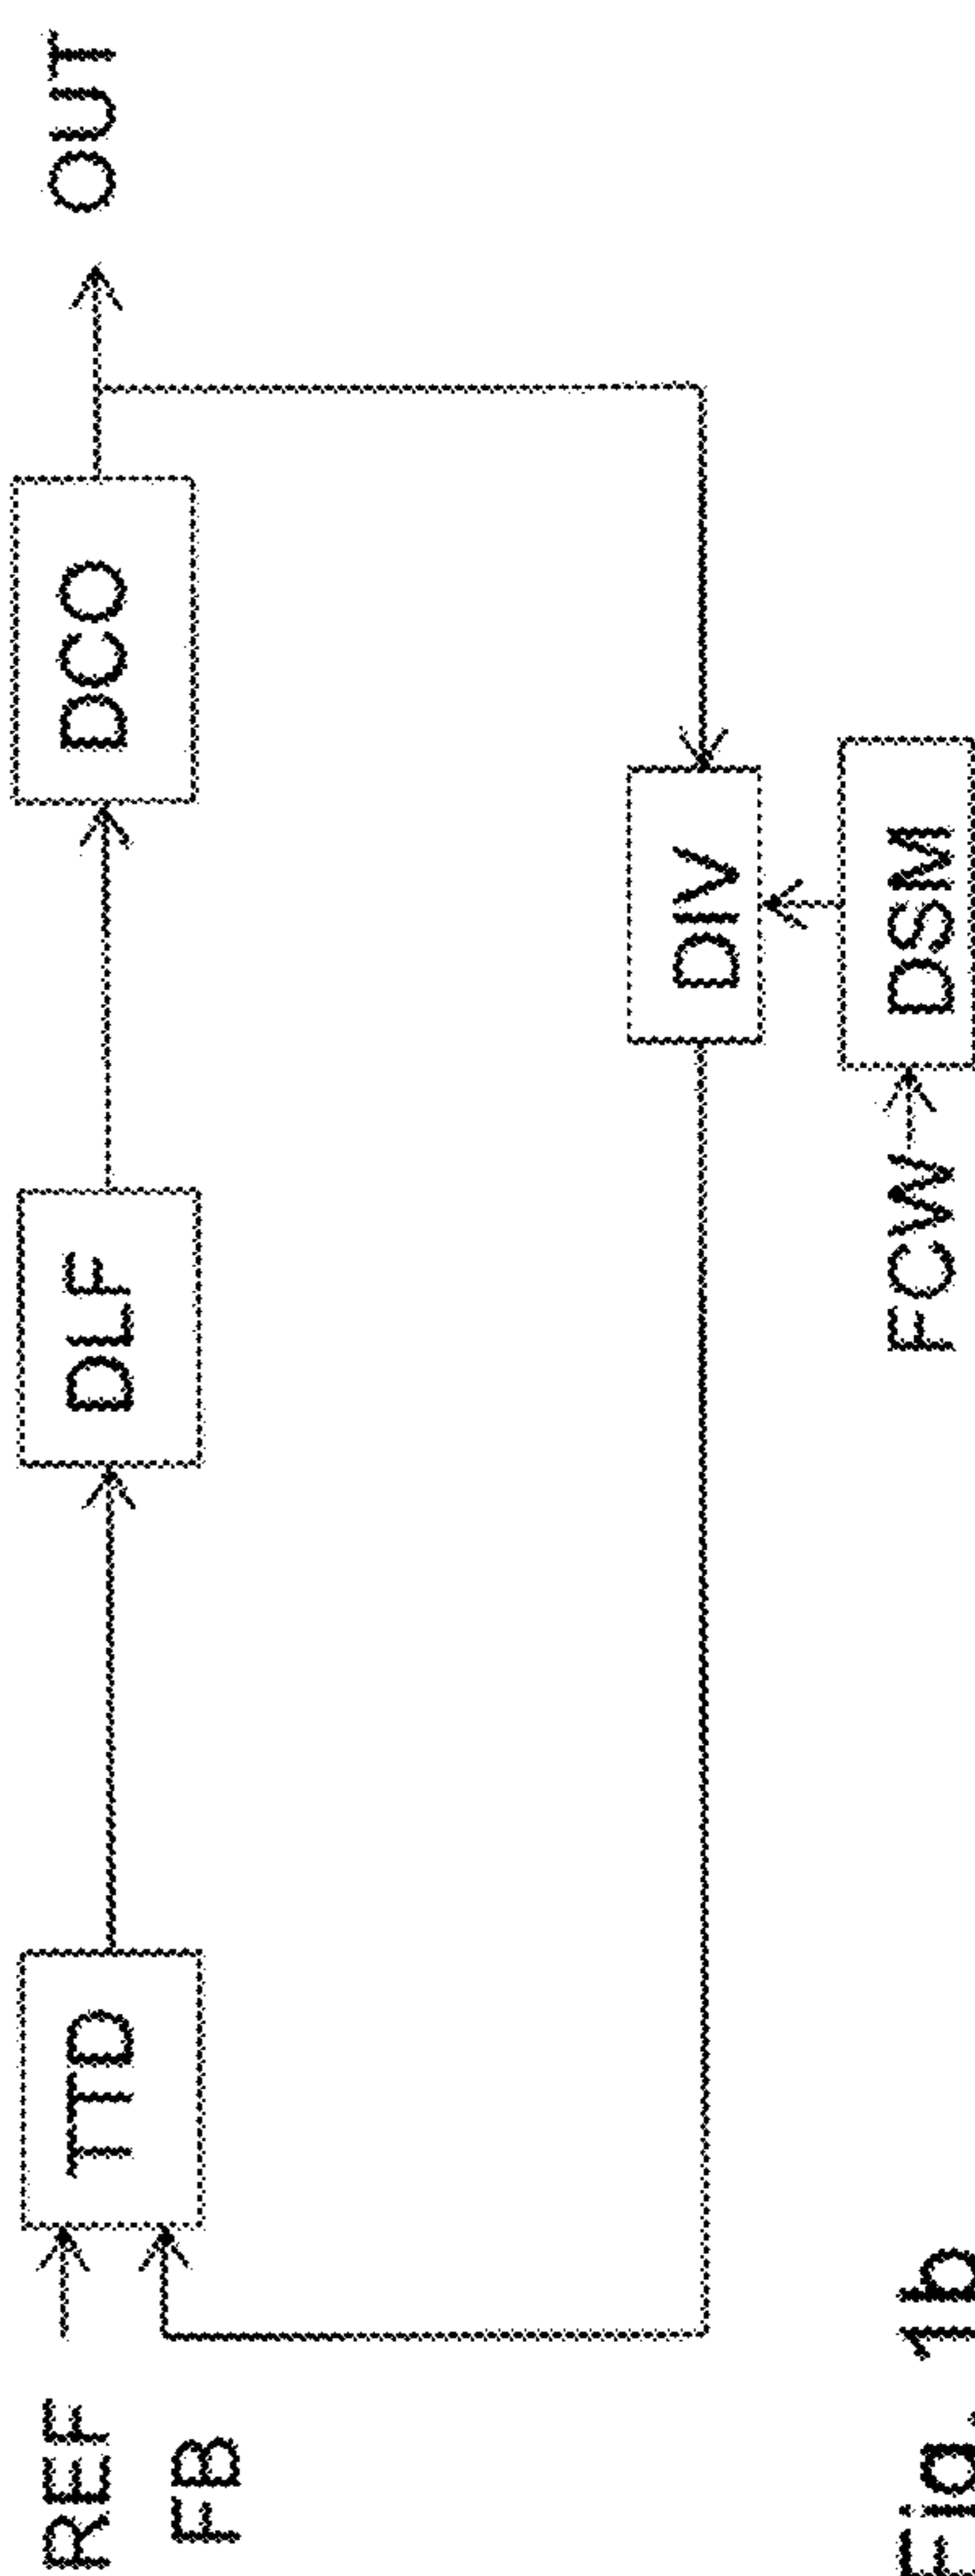 REF
FB
TTD
DLF
DCO
OUT
DIV
FCW
DSM
Fig. 1b